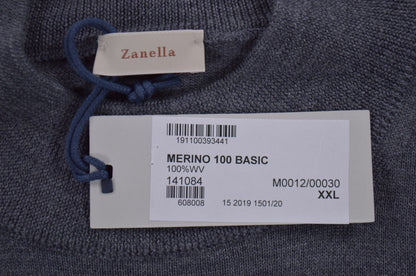 Zanella
191100393441
MERINO 100 BASIC
100%WV
141084 M0012/00030
XXL
608008 15 2019 1501/20